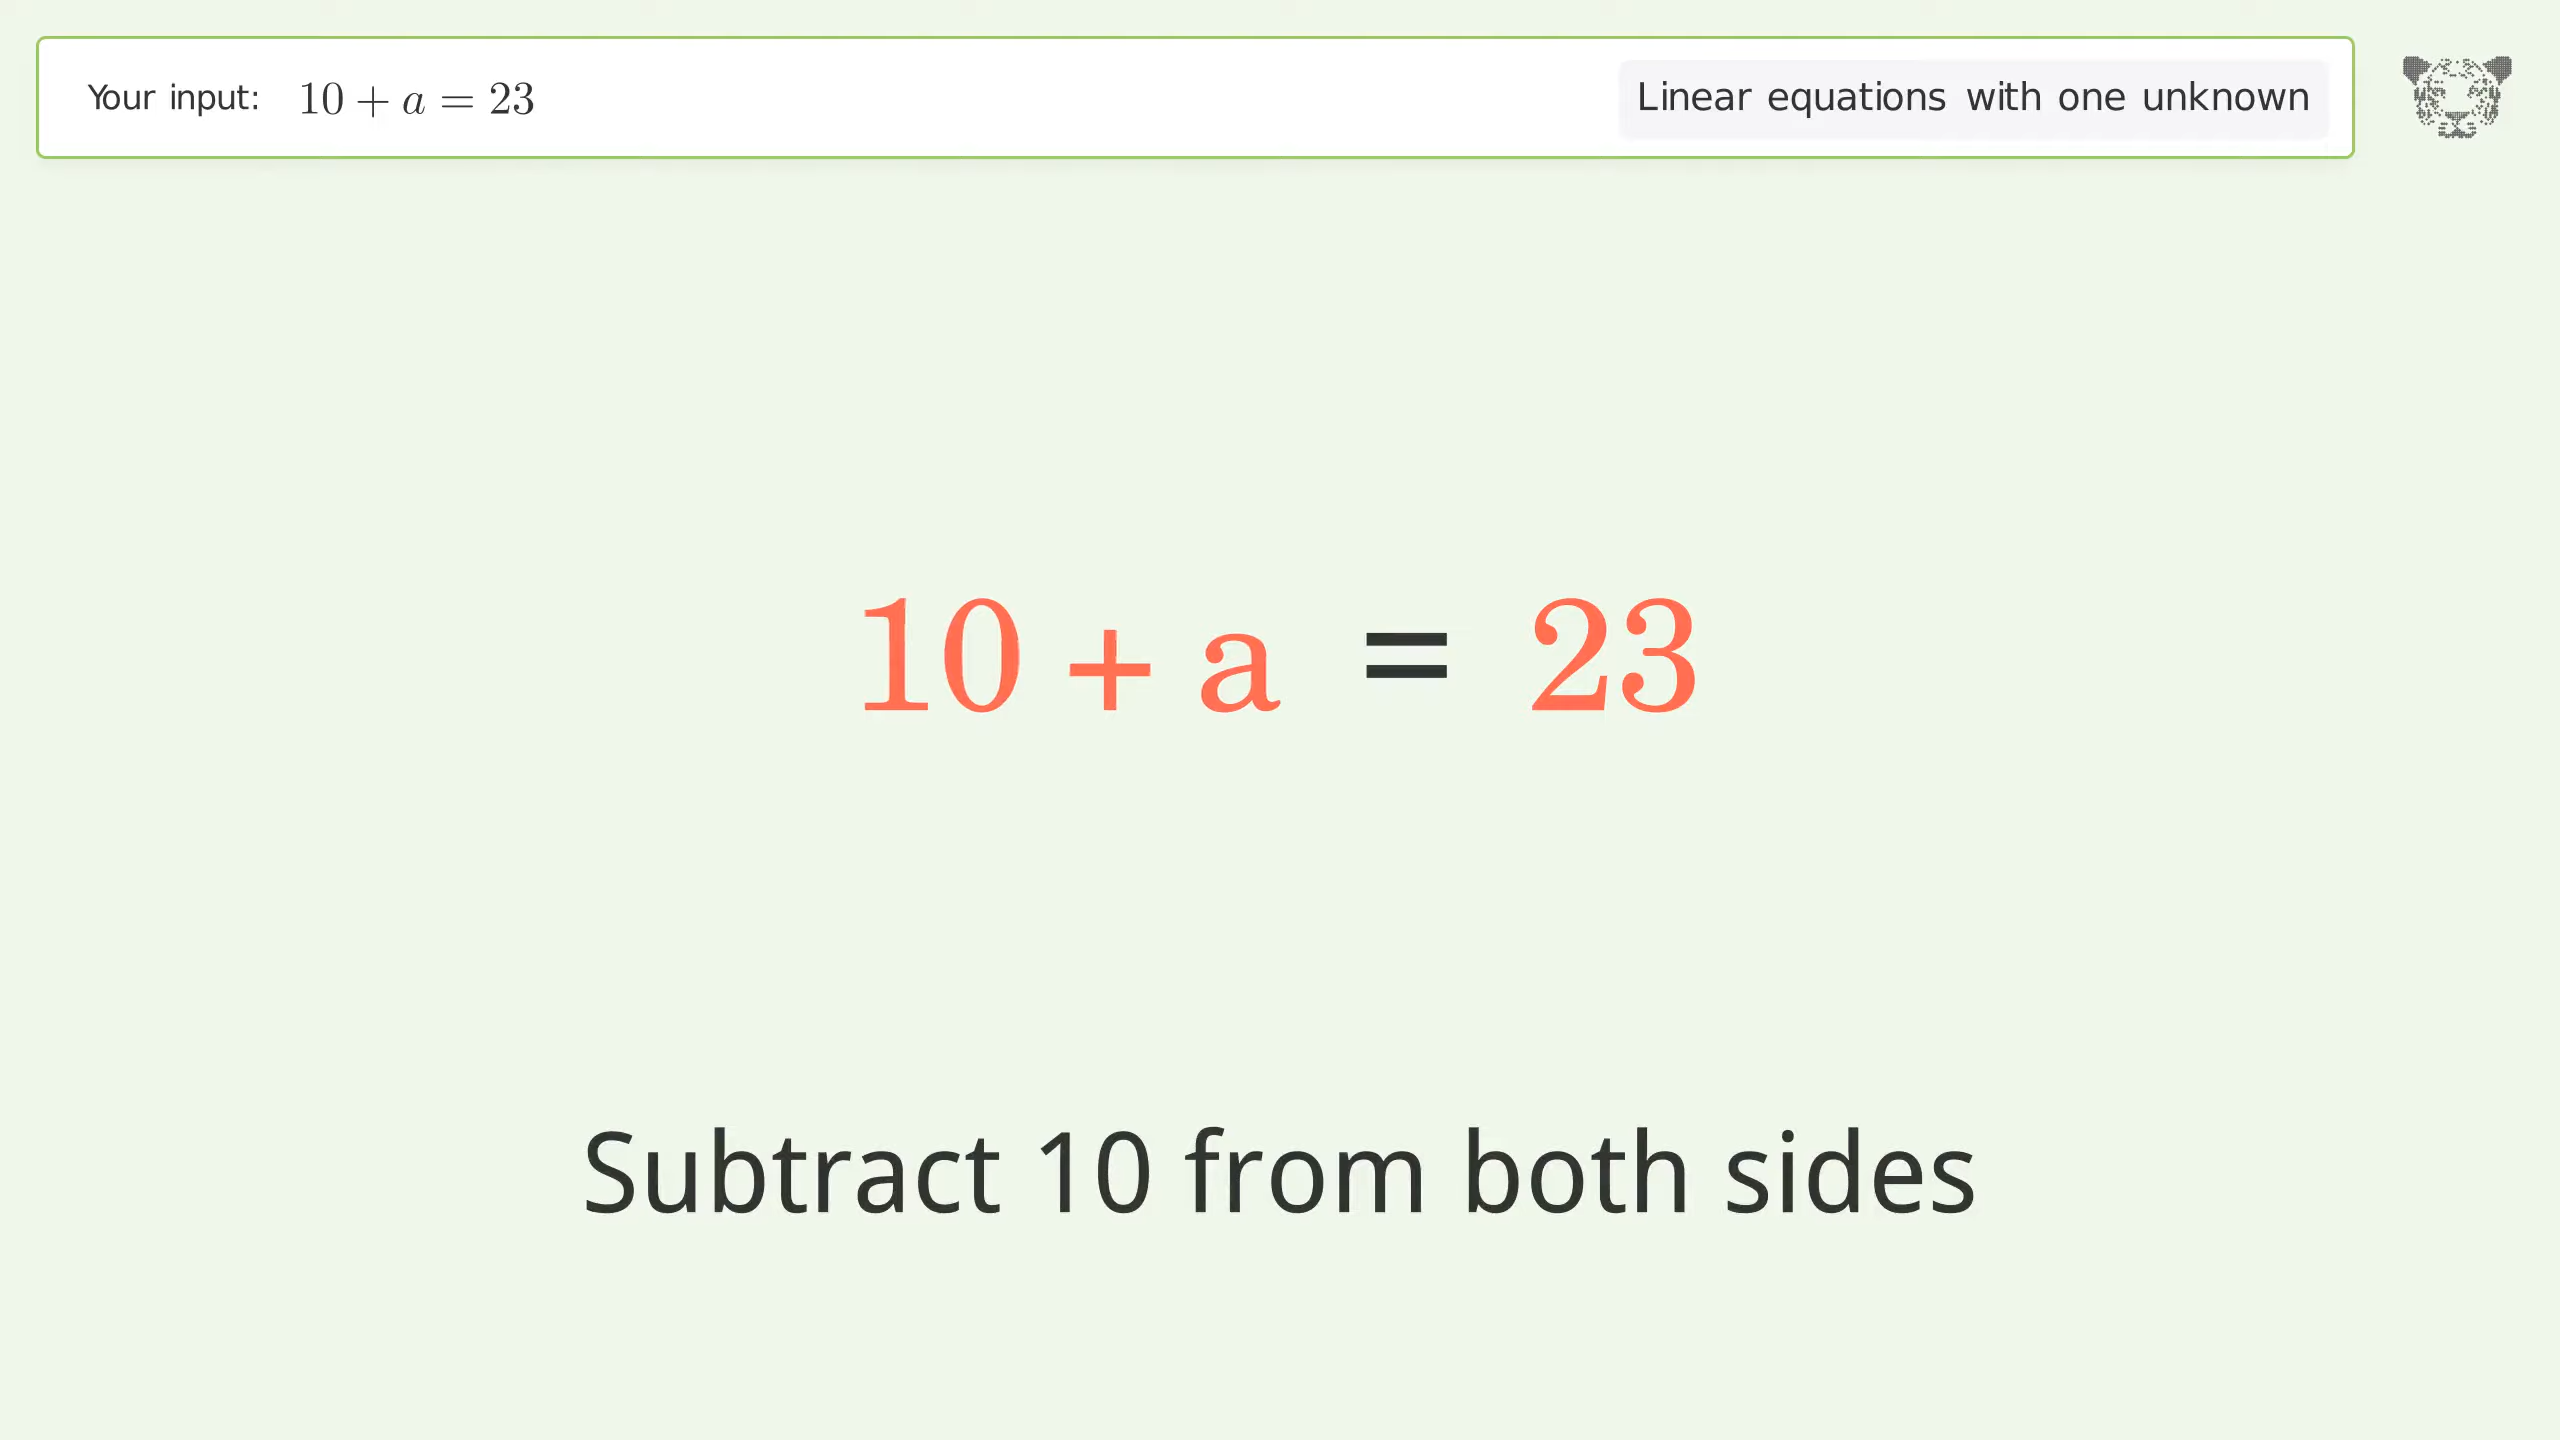 Your input: 10 + a = 23
Linear equations with one unknown
10 + a = 23
Subtract 10 from both sides